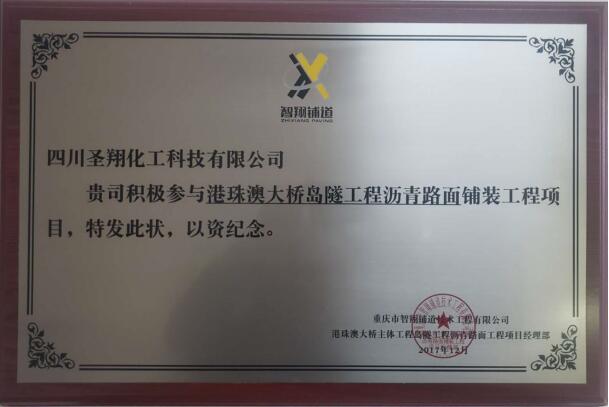 智翔铺道
ZHIXIANG PAVING
四川圣翔化工科技有限公司
贵司积极参与港珠澳大桥岛隧工程沥青路面铺装工程项
目，特发此状，以资纪念。
重庆市智翔铺道技术工程有限公司
港珠澳大桥主体工程岛隧工程沥青路面工程项目经理部
2017年12月